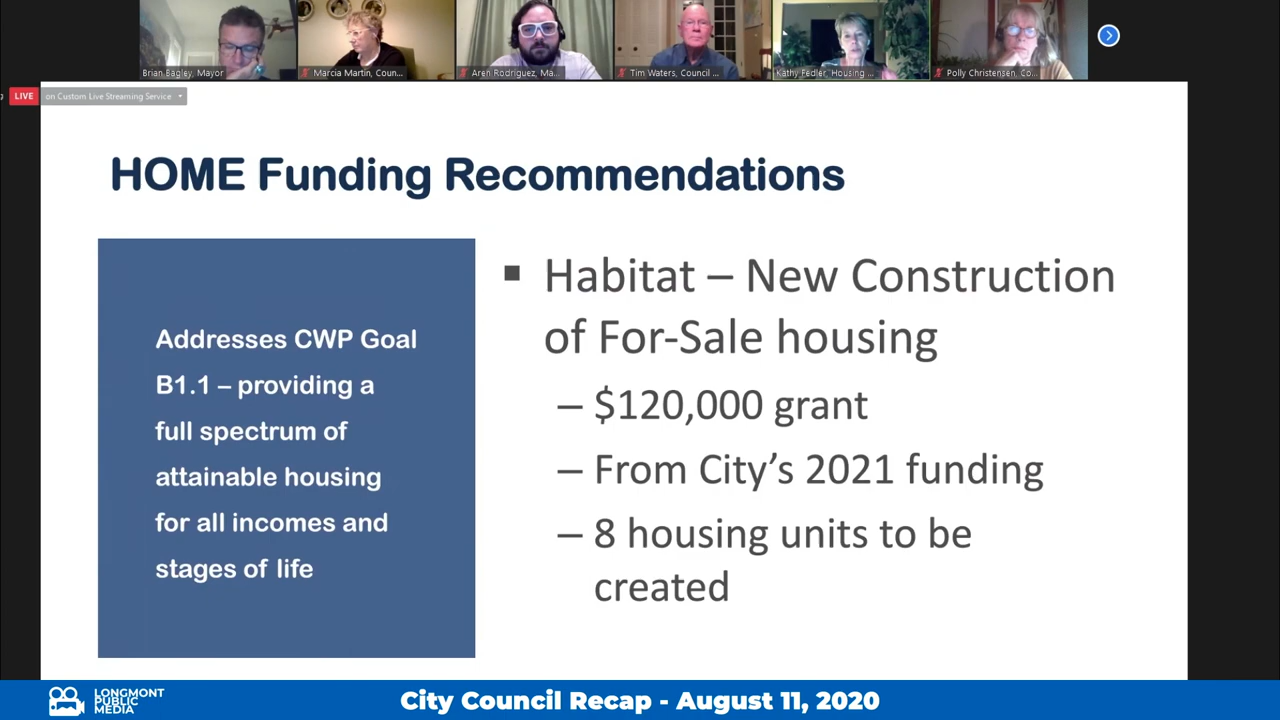 Brian Bagley, Mayor
Marcia Martin, Coun...
Aren Rodriguez, Ma...
Tim Waters, Council ...
Kathy Fedler, Housing ...
Polly Christensen, Co...
LIVE on Custom Live Streaming Service
HOME Funding Recommendations
Addresses CWP Goal
B1.1 – providing a
full spectrum of
attainable housing
for all incomes and
stages of life
▪ Habitat – New Construction
of For-Sale housing
– $120,000 grant
– From City’s 2021 funding
– 8 housing units to be
created
LONGMONT
PUBLIC
MEDIA
City Council Recap - August 11, 2020